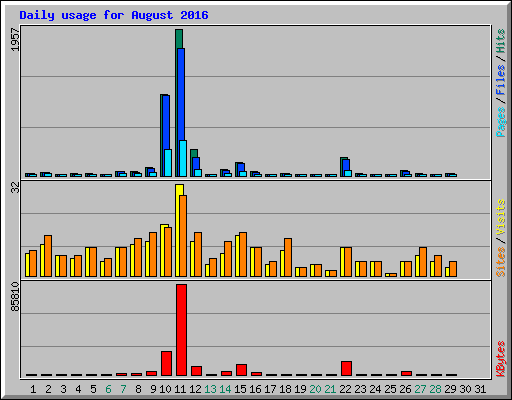 Daily usage for August 2016
1957
Pages / Files / Hits
32
Sites / Visits
85810
KBytes
1 2 3 4 5 6 7 8 9 10 11 12 13 14 15 16 17 18 19 20 21 22 23 24 25 26 27 28 29 30 31